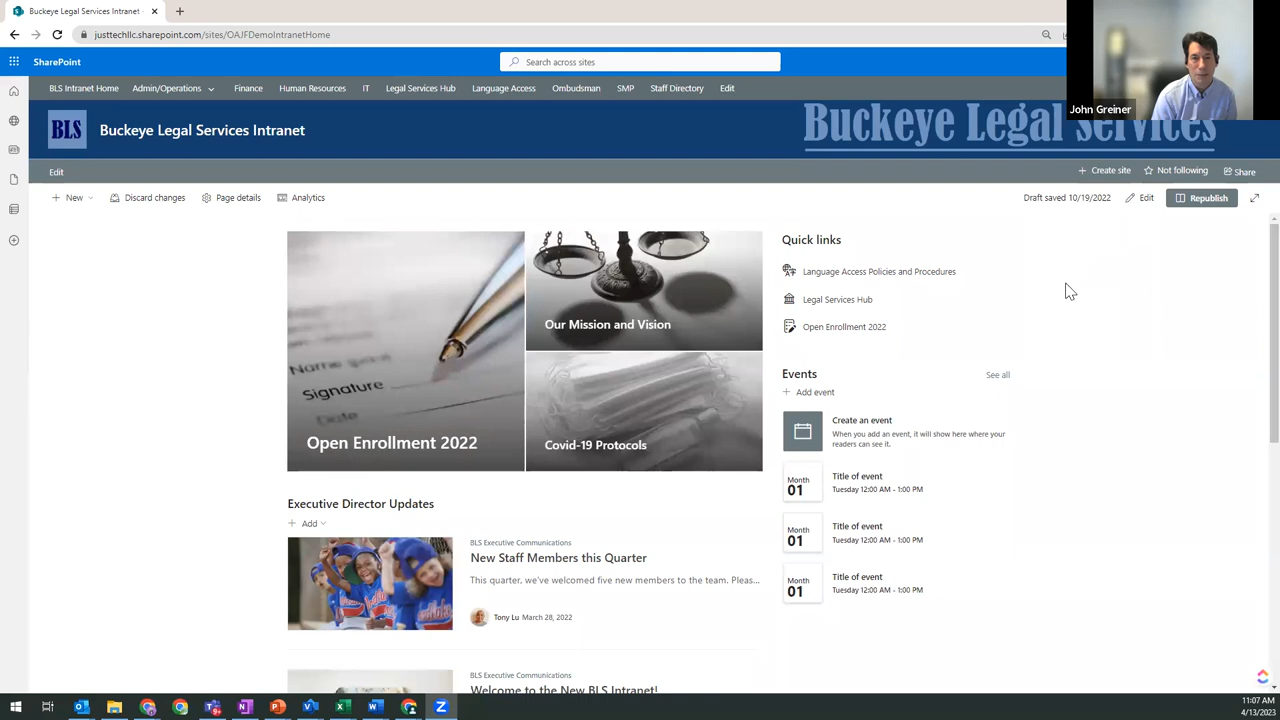 Buckeye Legal Services Intranet
justtechllc.sharepoint.com/sites/OAJFDemoIntranetHome
SharePoint
Search across sites
BLS Intranet Home
Admin/Operations
Finance
Human Resources
IT
Legal Services Hub
Language Access
Ombudsman
SMP
Staff Directory
Edit
John Greiner
BLS
Buckeye Legal Services Intranet
Buckeye Legal Services
Edit
Create site
Not following
Share
New
Discard changes
Page details
Analytics
Draft saved 10/19/2022
Edit
Republish
Name
Signature
Date
Open Enrollment 2022
Our Mission and Vision
Covid-19 Protocols
Quick links
Language Access Policies and Procedures
Legal Services Hub
Open Enrollment 2022
Events
See all
Add event
Create an event
When you add an event, it will show here where your
readers can see it.
Month
01
Title of event
Tuesday 12:00 AM - 1:00 PM
Month
01
Title of event
Tuesday 12:00 AM - 1:00 PM
Month
01
Title of event
Tuesday 12:00 AM - 1:00 PM
Executive Director Updates
Add
BLS Executive Communications
New Staff Members this Quarter
This quarter, we've welcomed five new members to the team. Pleas...
Tony Lu March 28, 2022
BLS Executive Communications
Welcome to the New BLS Intranet!
11:07 AM
4/13/2023